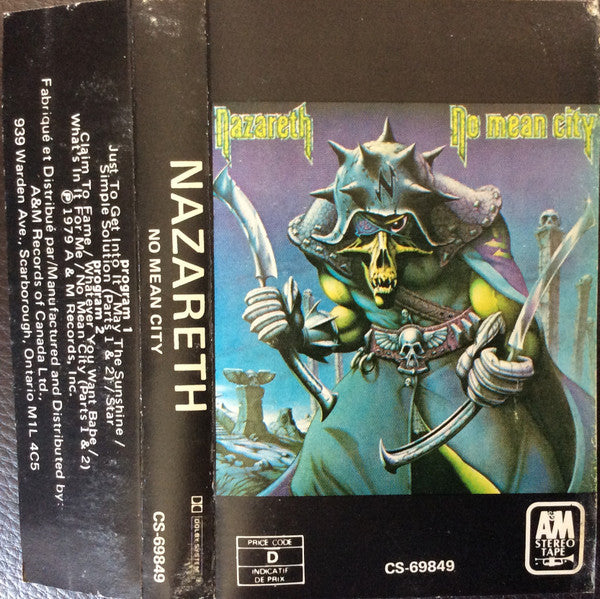 program 1
Just To Get Into It / May The Sunshine /
Simple Solution (Parts 1 & 2) / Star
program 2
Claim To Fame / Whatever You Want Babe /
What's In It For Me / No Mean City (Parts 1 & 2)
℗ 1979 A & M Records, Inc.
Fabriqué et Distribué par/Manufactured and Distributed by:
A&M Records of Canada Ltd.,
939 Warden Ave., Scarborough, Ontario M1L 4C5
NAZARETH
NO MEAN CITY
DOLBY SYSTEM
CS-69849
Nazareth
No mean city
N
PRICE CODE
D
INDICATIF
DE PRIX
CS-69849
A&M
STEREO
TAPE